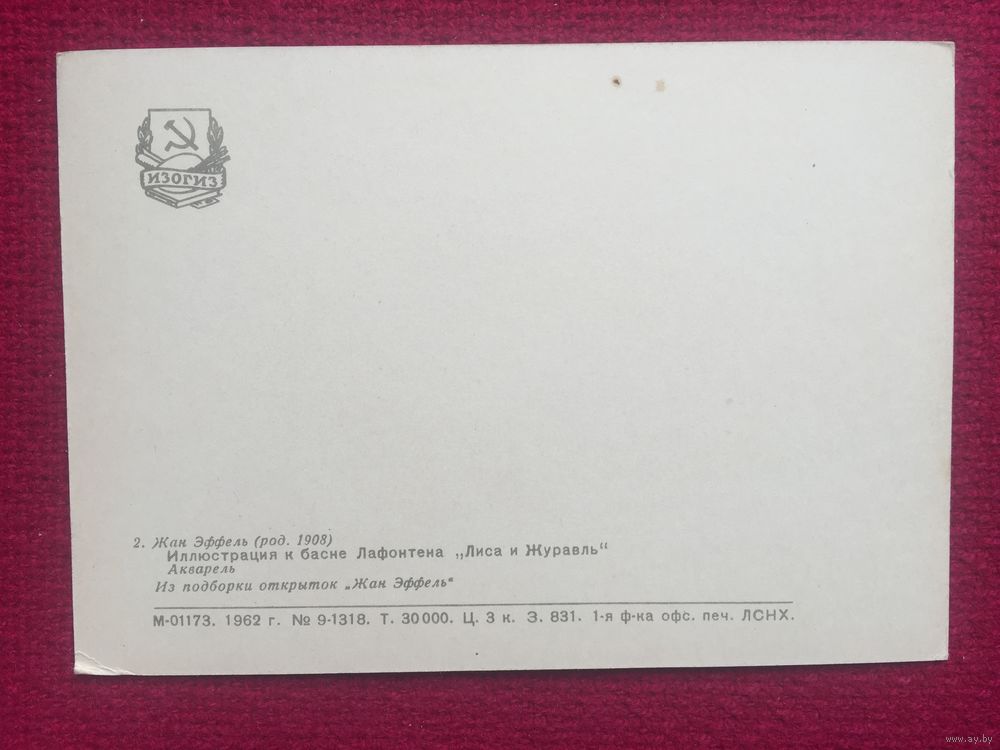 ИЗОГИЗ
2. Жан Эффель (род. 1908)
Иллюстрация к басне Лафонтена „Лиса и Журавль“
Акварель
Из подборки открыток „Жан Эффель“
М-01173. 1962 г. № 9-1318. Т. 30000. Ц. 3 к. З. 831. 1-я ф-ка офс. печ. ЛСНХ.
www.ay.by